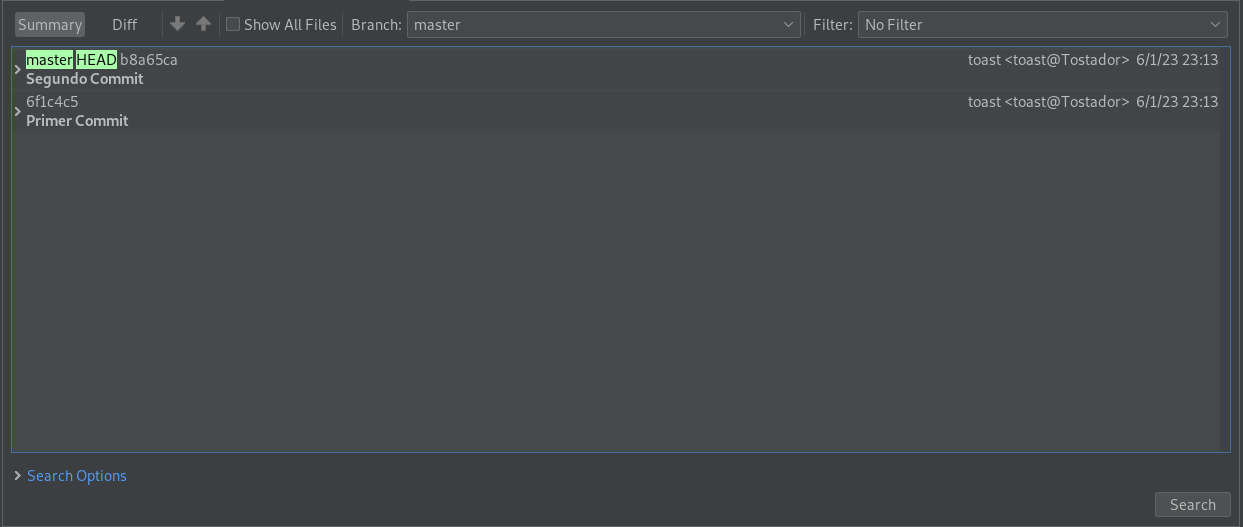 Summary Diff Show All Files Branch: master Filter: No Filter
master HEAD b8a65ca toast <toast@Tostador> 6/1/23 23:13
Segundo Commit
6f1c4c5 toast <toast@Tostador> 6/1/23 23:13
Primer Commit
Search Options
Search